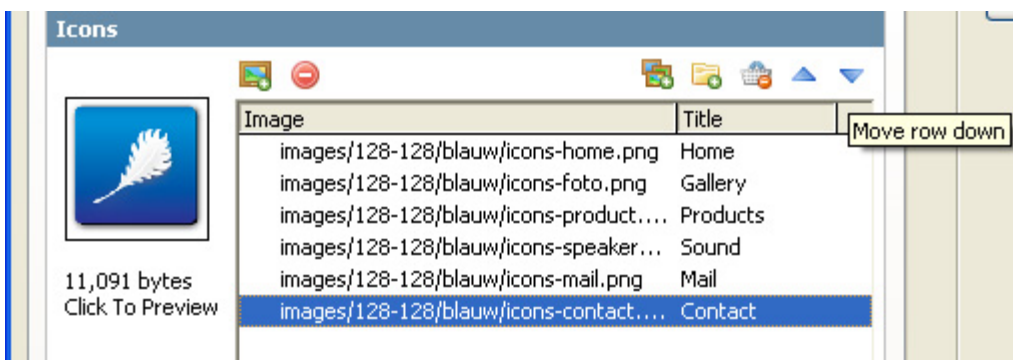 Icons
Image Title
Move row down
images/128-128/blauw/icons-home.png Home
images/128-128/blauw/icons-foto.png Gallery
images/128-128/blauw/icons-product.... Products
images/128-128/blauw/icons-speaker... Sound
images/128-128/blauw/icons-mail.png Mail
images/128-128/blauw/icons-contact.... Contact
11,091 bytes
Click To Preview